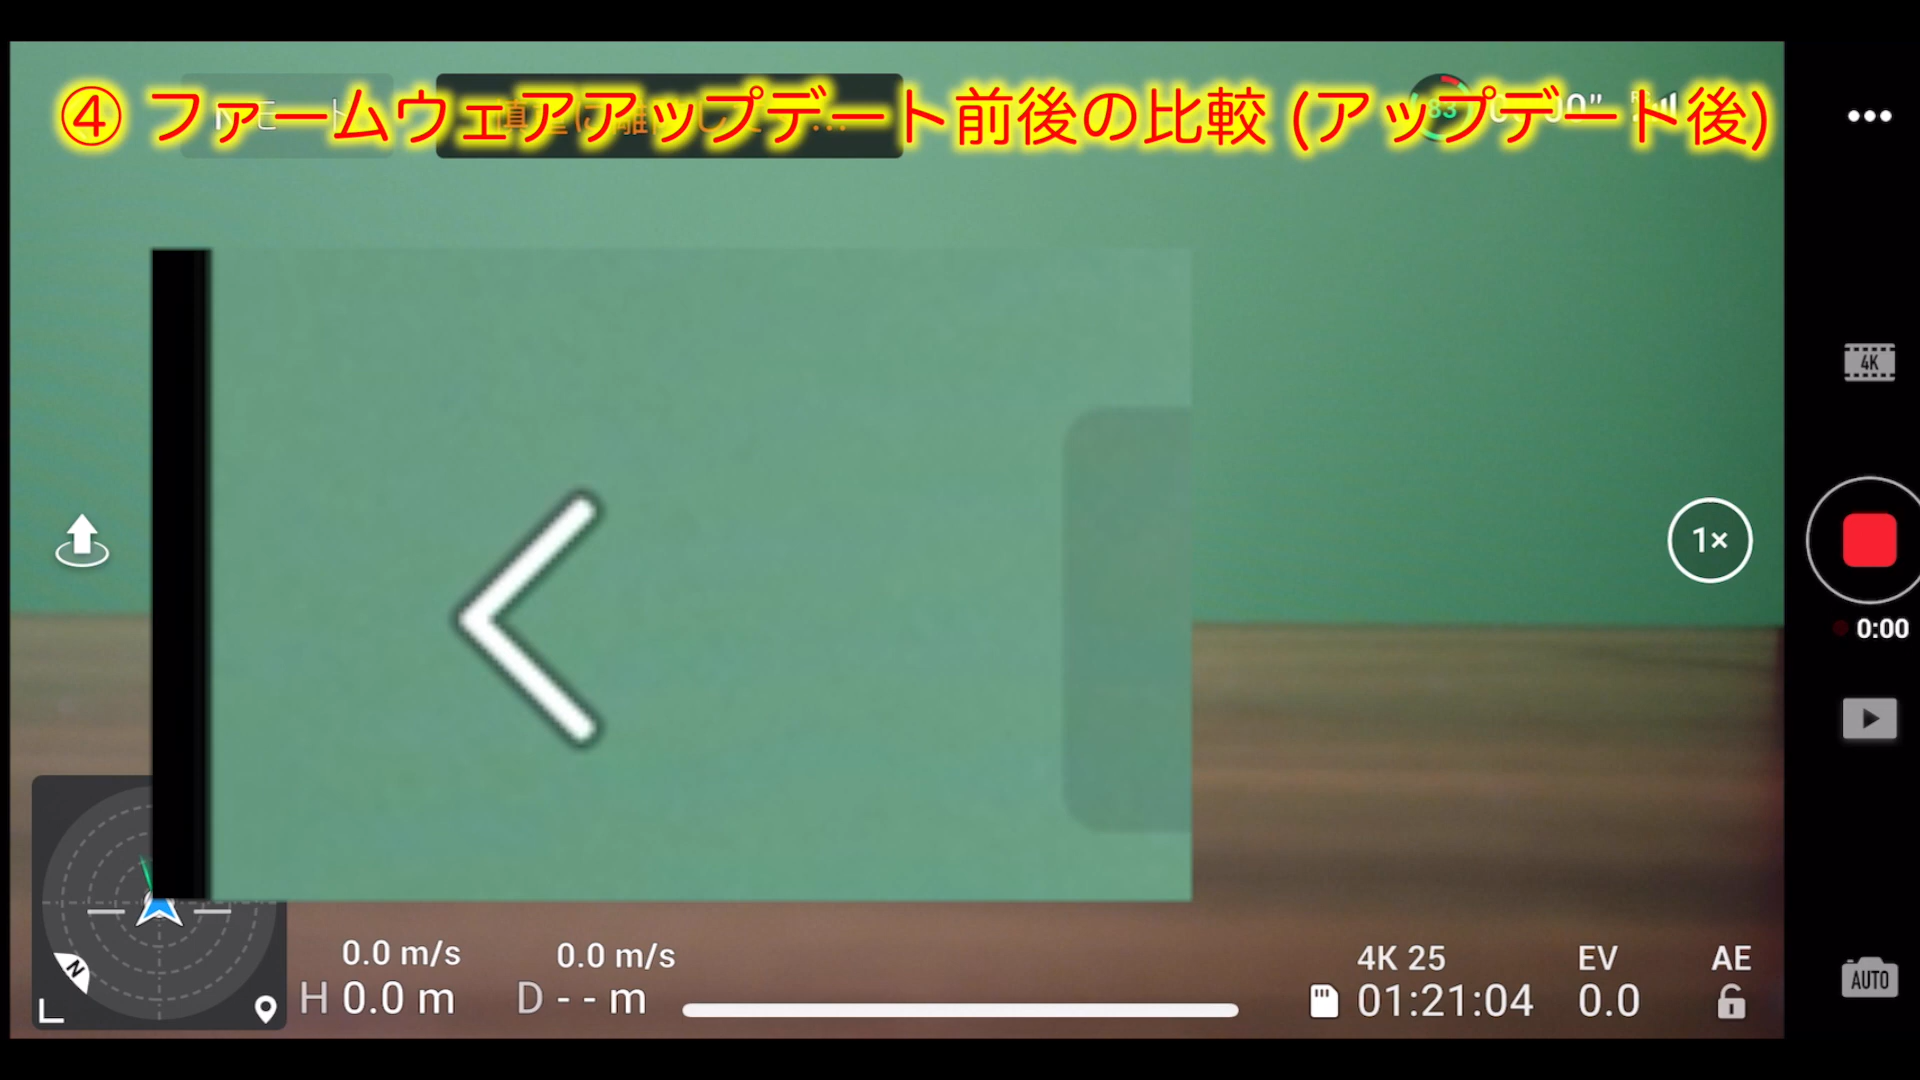 ④ ファームウェアアップデート前後の比較 (アップデート後)
83
1×
4K
0:00
N
0.0 m/s
0.0 m/s
H 0.0 m
D - - m
4K 25
01:21:04
EV
0.0
AE
AUTO